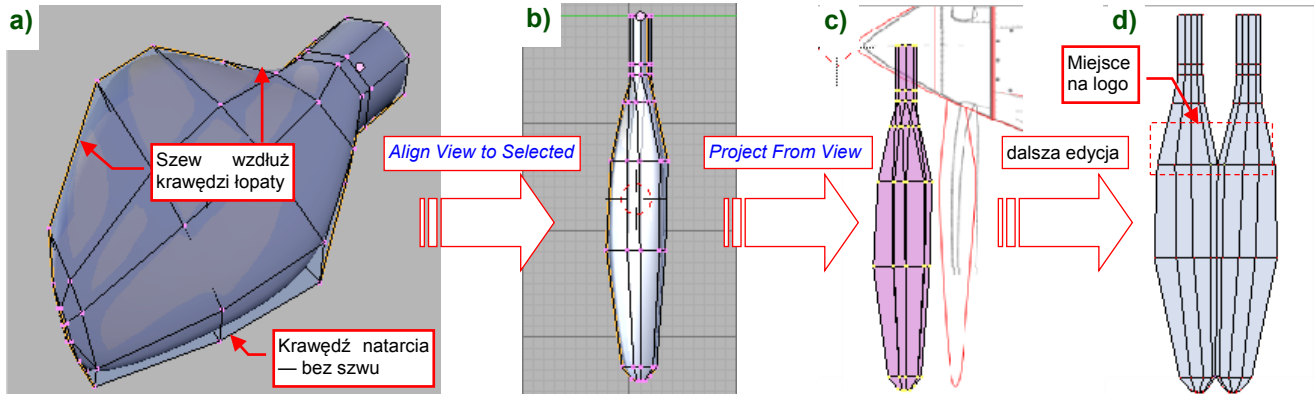 a)
b)
c)
d)
Szew wzdłuż
krawędzi łopaty
Krawędź natarcia
— bez szwu
Align View to Selected
Project From View
dalsza edycja
Miejsce
na logo